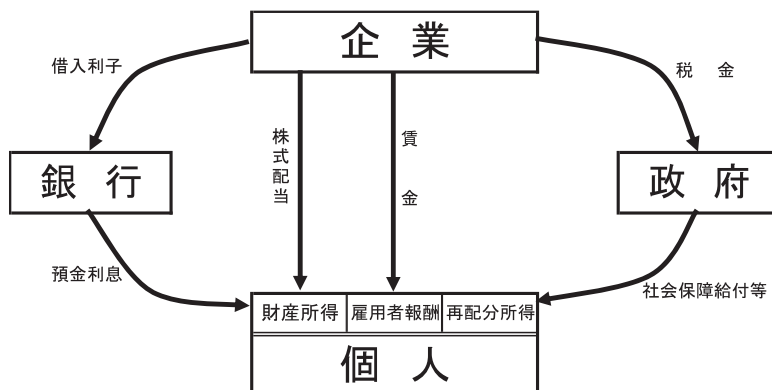 企業
借入利子
税金
株式配当
賃金
銀行
政府
預金利息
社会保障給付等
財産所得
雇用者報酬
再配分所得
個人